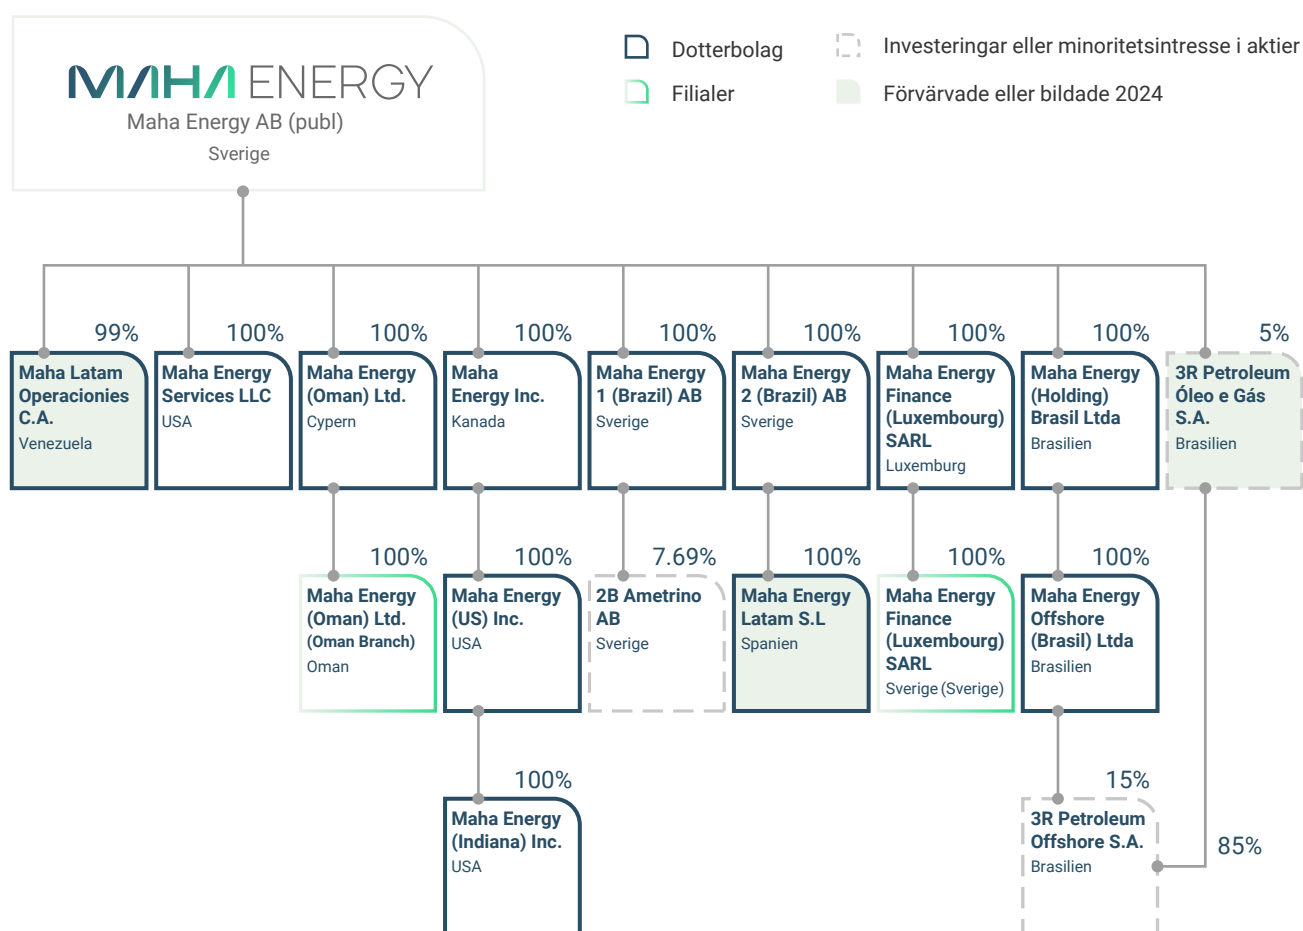 MAHA ENERGY
Maha Energy AB (publ)
Sverige
Dotterbolag
Filialer
Investeringar eller minoritetsintresse i aktier
Förvärvade eller bildade 2024
99%
Maha Latam
Operacionies
C.A.
Venezuela
100%
Maha Energy
Services LLC
USA
100%
Maha Energy
(Oman) Ltd.
Cypern
100%
Maha
Energy Inc.
Kanada
100%
Maha Energy
1 (Brazil) AB
Sverige
100%
Maha Energy
2 (Brazil) AB
Sverige
100%
Maha Energy
Finance
(Luxembourg)
SARL
Luxemburg
100%
Maha Energy
(Holding)
Brasil Ltda
Brasilien
5%
3R Petroleum
Óleo e Gás
S.A.
Brasilien
100%
Maha Energy
(Oman) Ltd.
(Oman Branch)
Oman
100%
Maha Energy
(US) Inc.
USA
7.69%
2B Ametrino
AB
Sverige
100%
Maha Energy
Latam S.L
Spanien
100%
Maha Energy
Finance
(Luxembourg)
SARL
Sverige (Sverige)
100%
Maha Energy
Offshore
(Brasil) Ltda
Brasilien
100%
Maha Energy
(Indiana) Inc.
USA
15%
3R Petroleum
Offshore S.A.
Brasilien
85%